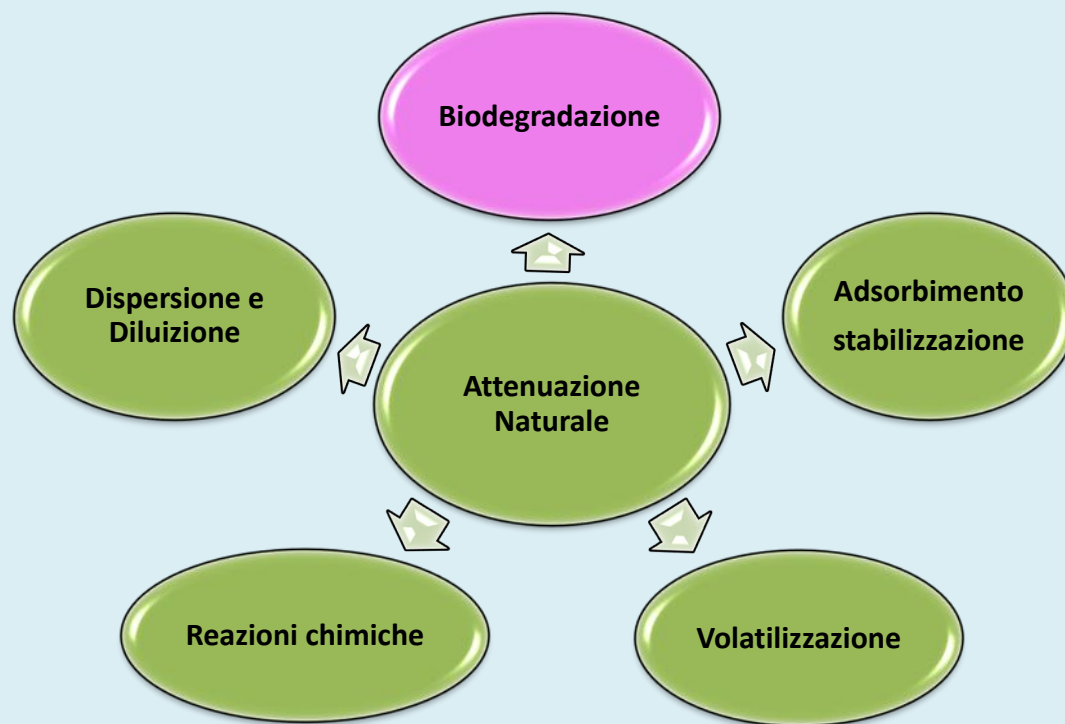 Biodegradazione
Dispersione e
Diluizione
Adsorbimento
stabilizzazione
Attenuazione
Naturale
Reazioni chimiche
Volatilizzazione